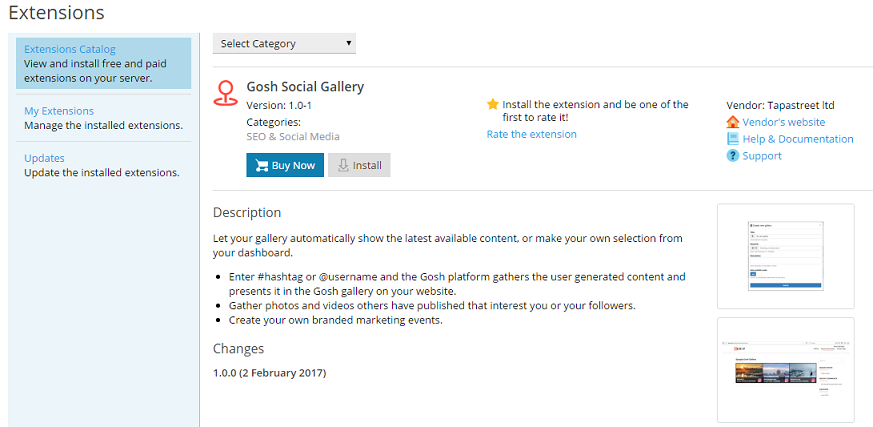 Extensions
Extensions Catalog
View and install free and paid
extensions on your server.
My Extensions
Manage the installed extensions.
Updates
Update the installed extensions.
Select Category
Gosh Social Gallery
Version: 1.0-1
Categories:
SEO & Social Media
Buy Now
Install
Install the extension and be one of the
first to rate it!
Rate the extension
Vendor: Tapastreet ltd
Vendor's website
Help & Documentation
Support
Description
Let your gallery automatically show the latest available content, or make your own selection from
your dashboard.
• Enter #hashtag or @username and the Gosh platform gathers the user generated content and
presents it in the Gosh gallery on your website.
• Gather photos and videos others have published that interest you or your followers.
• Create your own branded marketing events.
Changes
1.0.0 (2 February 2017)